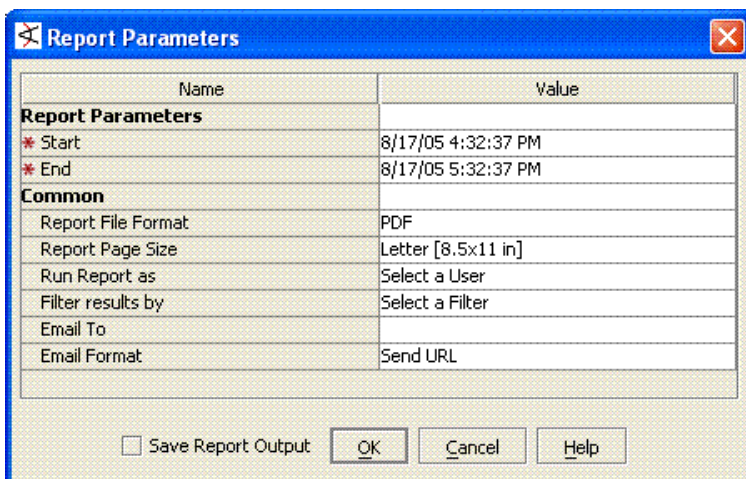 Report Parameters
Name Value
Report Parameters
* Start 8/17/05 4:32:37 PM
* End 8/17/05 5:32:37 PM
Common
Report File Format PDF
Report Page Size Letter [8.5x11 in]
Run Report as Select a User
Filter results by Select a Filter
Email To
Email Format Send URL
Save Report Output OK Cancel Help